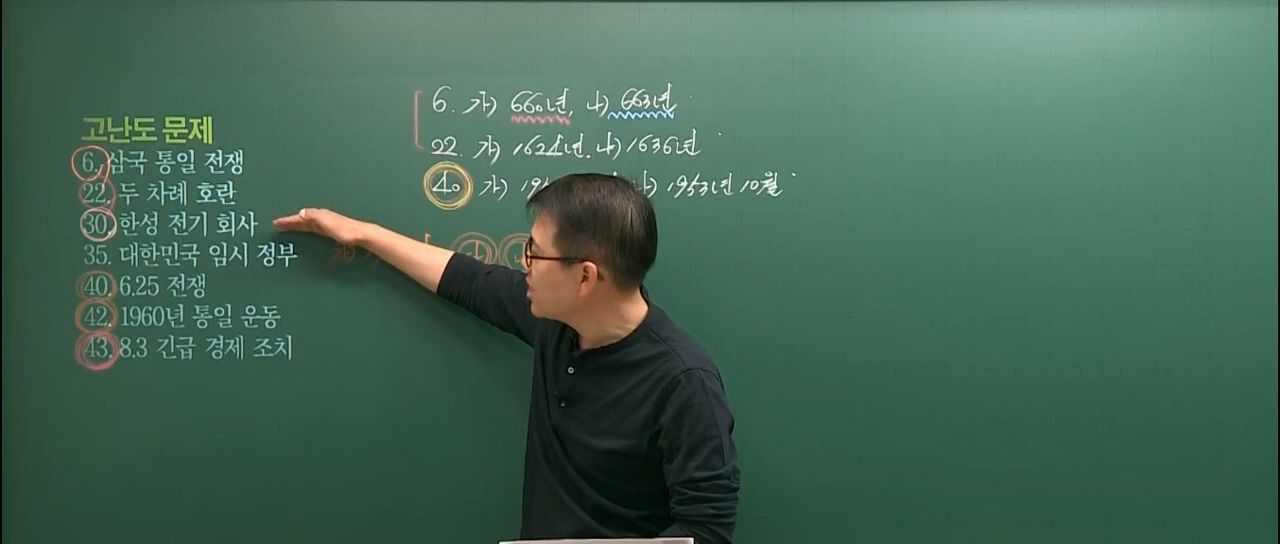 고난도 문제
6. 삼국 통일 전쟁
22. 두 차례 호란
30. 한성 전기 회사
35. 대한민국 임시 정부
40. 6.25 전쟁
42. 1960년 통일 운동
43. 8.3 긴급 경제 조치
6. 가) 660년, 나) 663년
22. 가) 1624년. 나) 1636년
40 가) 나) 1953년 10월